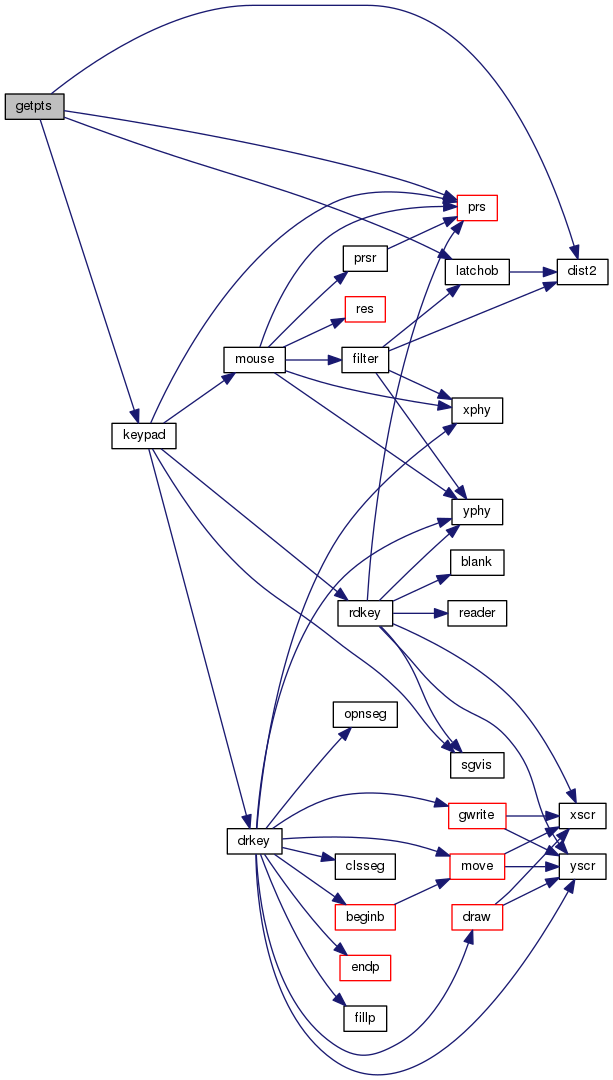 getpts
prs
prsr
latchob
dist2
res
mouse
filter
xphy
keypad
yphy
blank
rdkey
reader
opnseg
sgvis
gwrite
xscr
drkey
clsseg
move
yscr
beginb
draw
endp
fillp